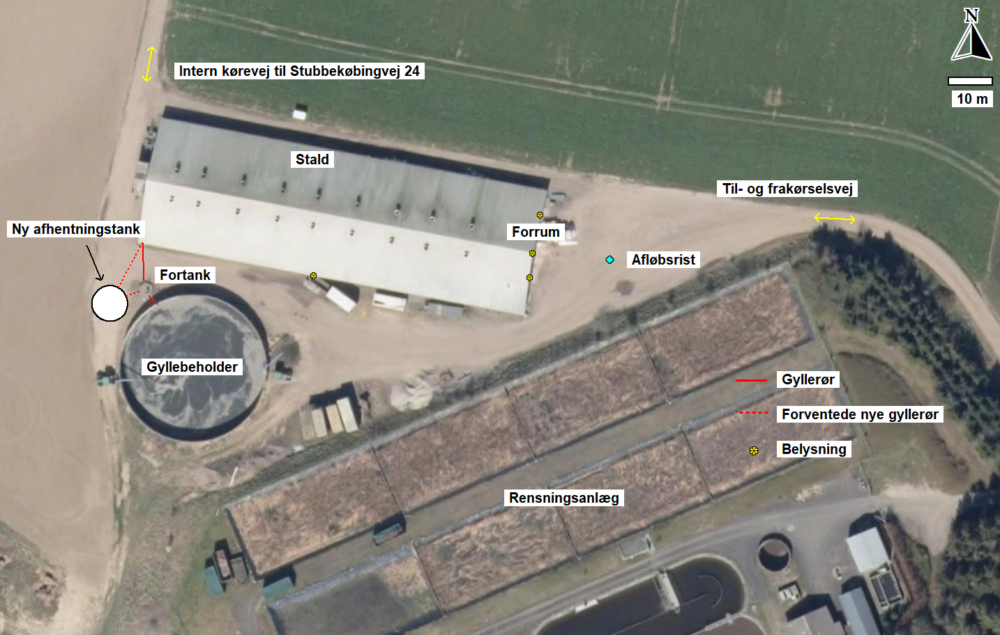 N
10 m
Intern kørevej til Stubbekøbingvej 24
Stald
Til- og frakørselsvej
Ny afhentningstank
Forrum
Afløbsrist
Fortank
Gyllebeholder
Gyllerør
Forventede nye gyllerør
Belysning
Rensningsanlæg